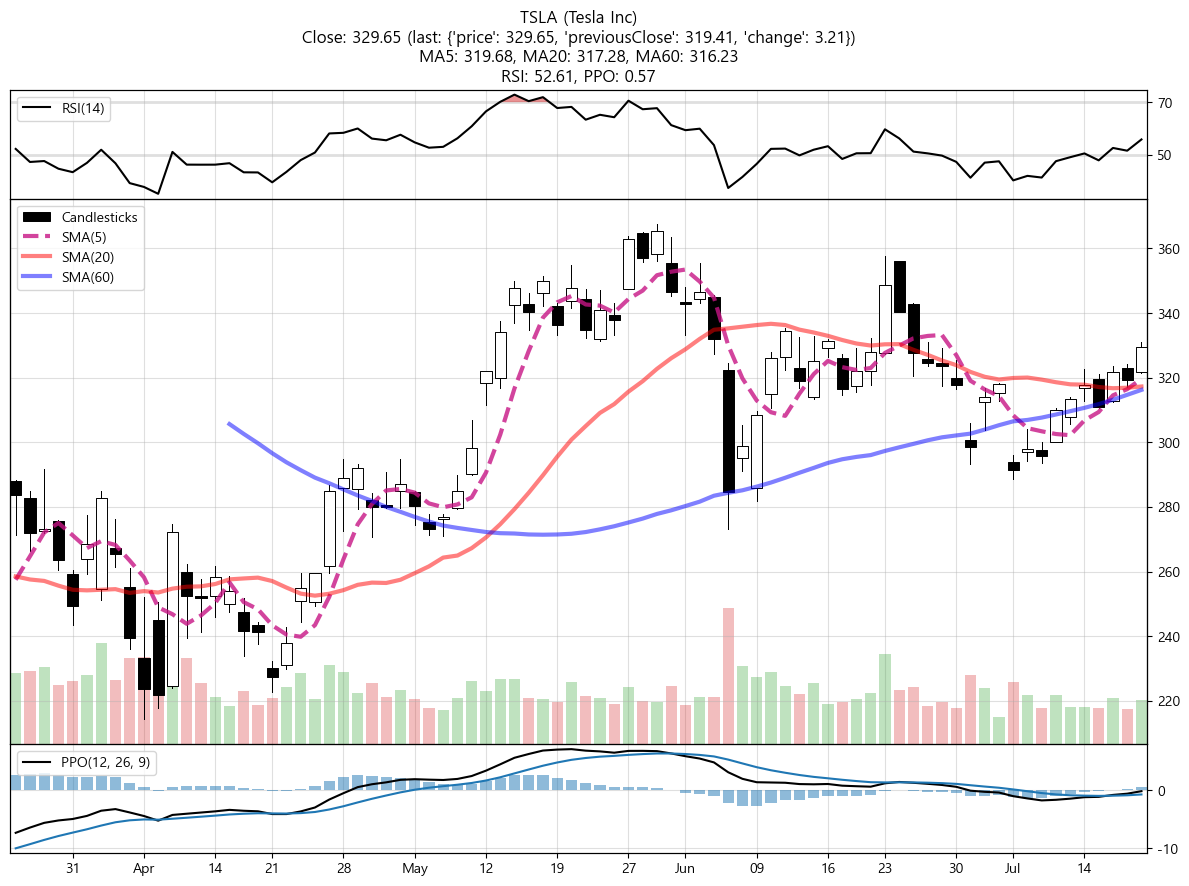 TSLA (Tesla Inc)
Close: 329.65 (last: {'price': 329.65, 'previousClose': 319.41, 'change': 3.21})
MA5: 319.68, MA20: 317.28, MA60: 316.23
RSI: 52.61, PPO: 0.57
RSI(14)
70
50
Candlesticks
SMA(5)
SMA(20)
SMA(60)
360
340
320
300
280
260
240
220
PPO(12, 26, 9)
0
-10
31 Apr 14 21 28 May 12 19 27 Jun 09 16 23 30 Jul 14